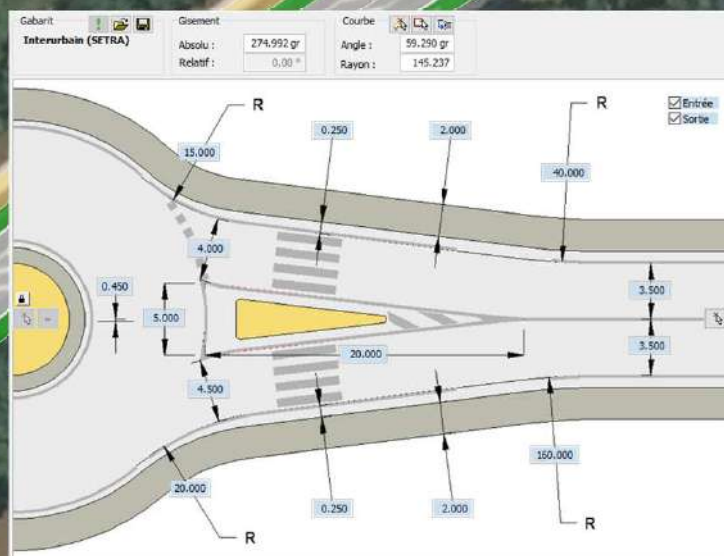 Gabarit
Interurbain (SETRA)
Gisement
Absolu : 274.992 gr
Relatif : 0.00 °
Courbe
Angle : 59.290 gr
Rayon : 145.237
R
R
Entrée
Sortie
0.250
2.000
15.000
40.000
4.000
0.450
5.000
3.500
20.000
3.500
4.500
160.000
20.000
0.250
2.000
R
R